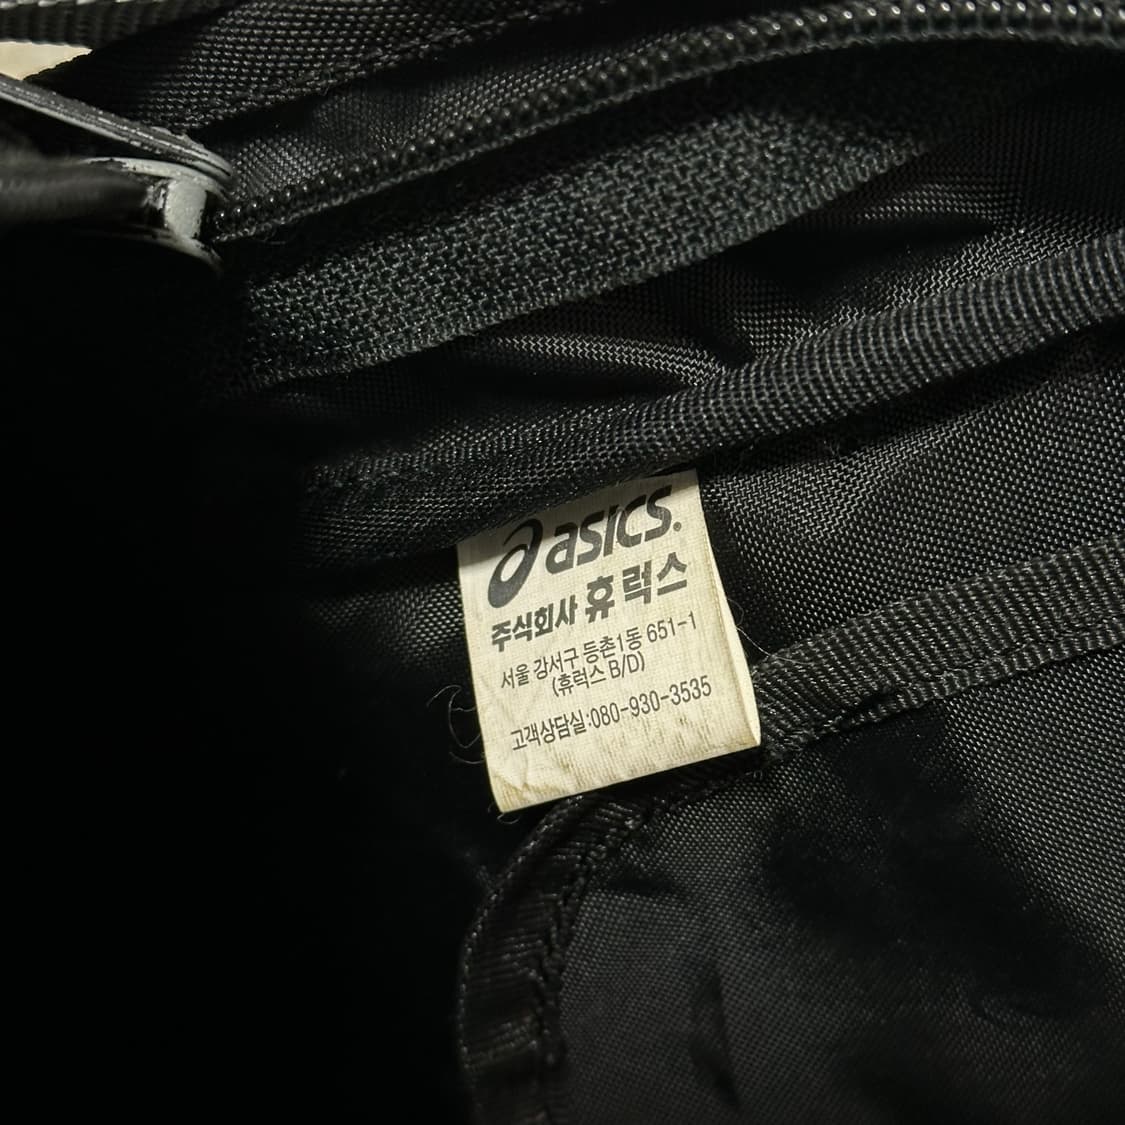 asics.
주식회사 휴럭스
서울 강서구 등촌1동 651-1
(휴럭스 B/D)
고객상담실:080-930-3535